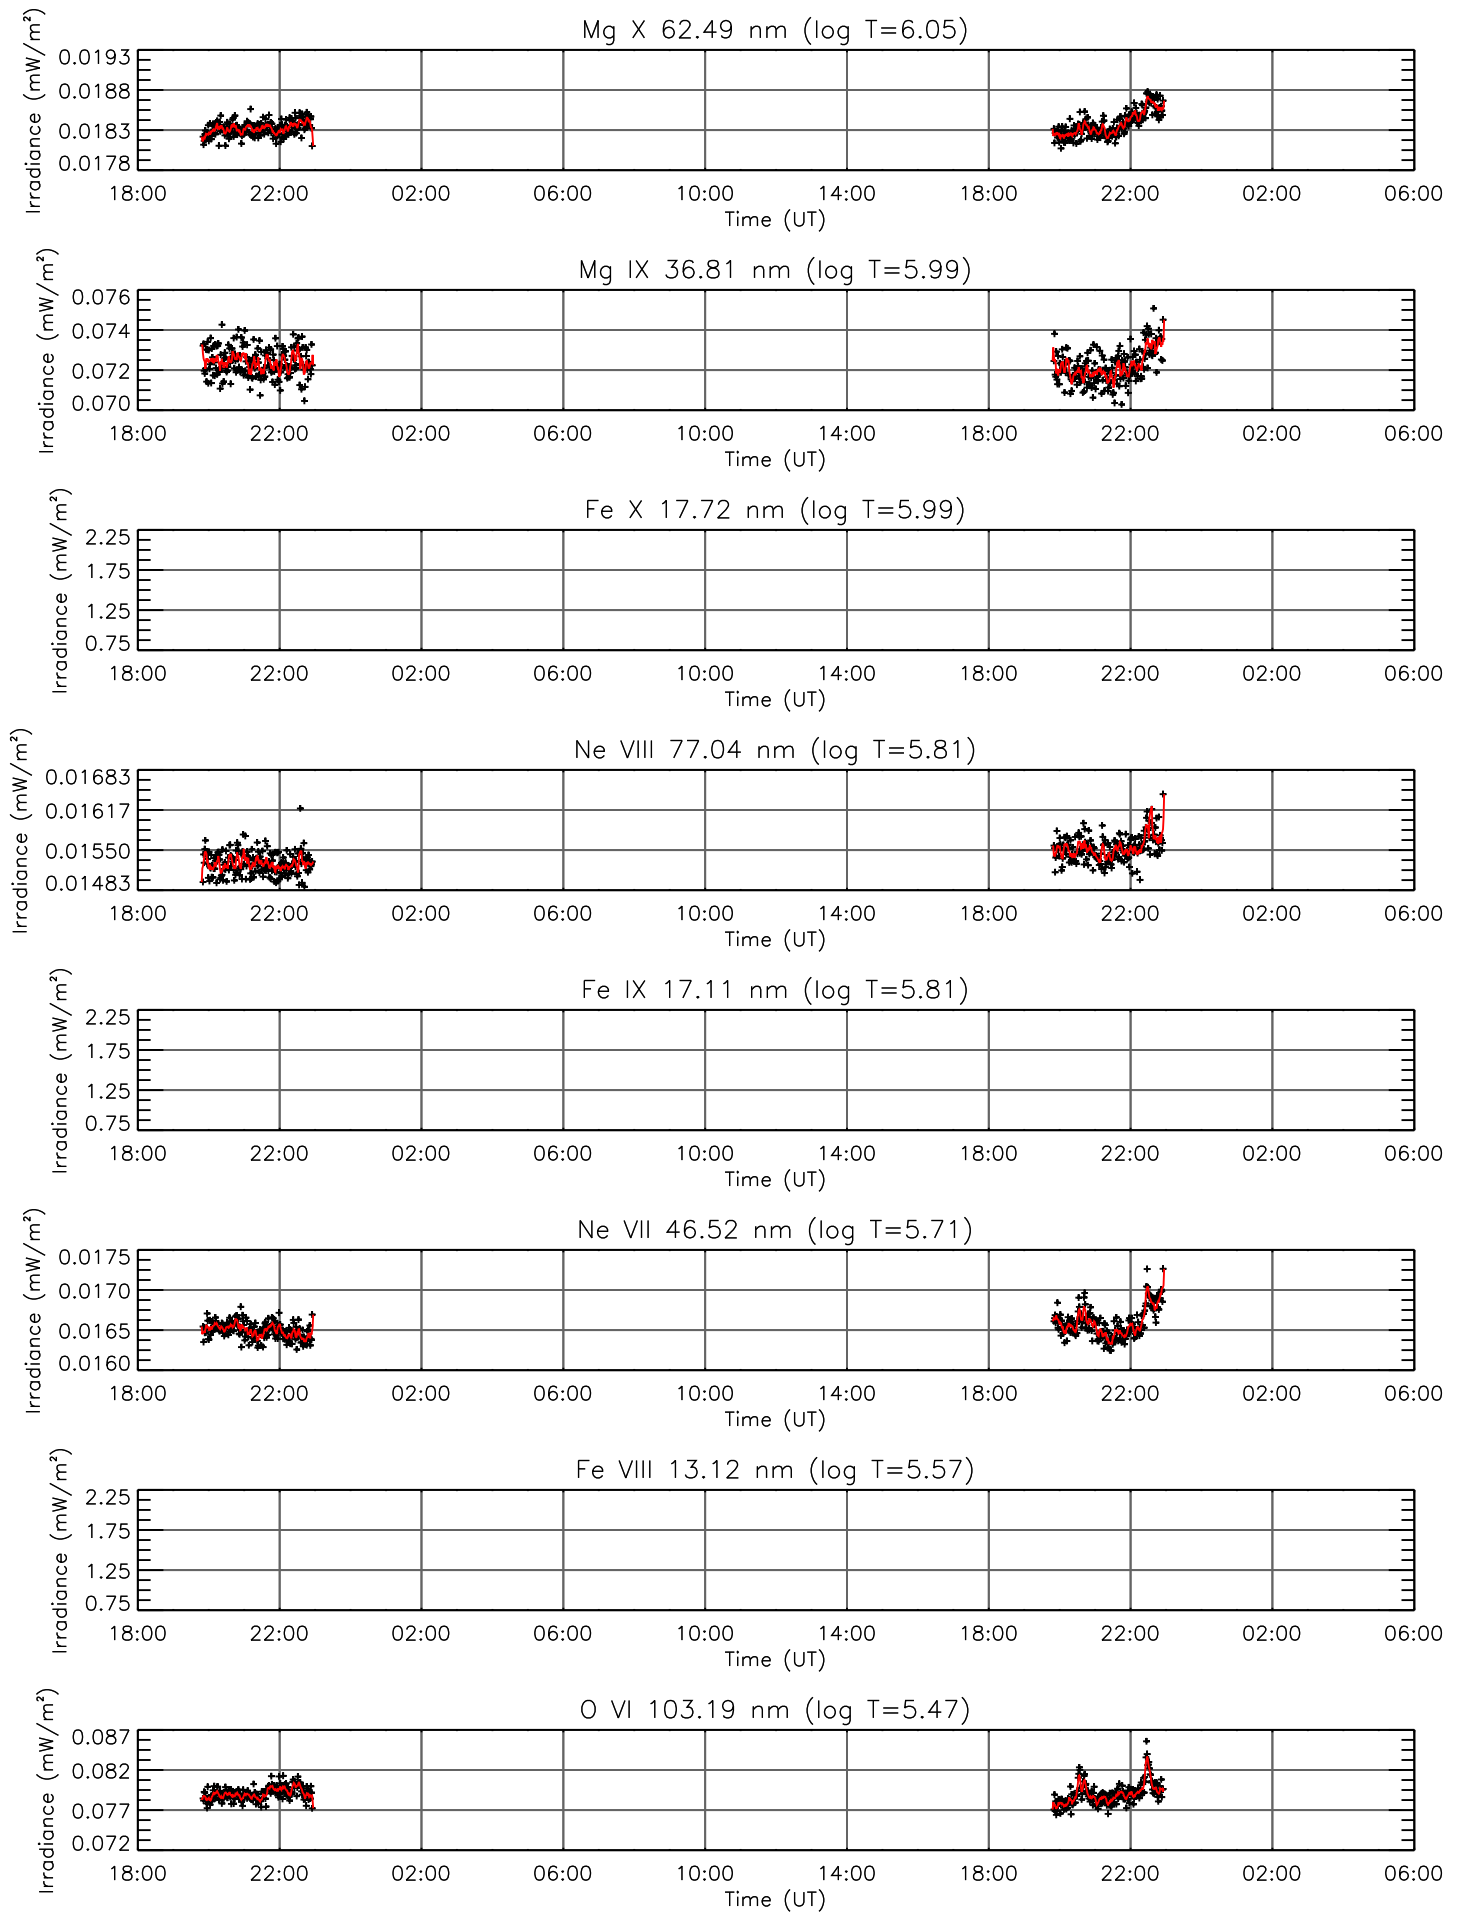 Mg X 62.49 nm (log T=6.05)
Irradiance (mW/m²)
0.0193
0.0188
0.0183
0.0178
18:00 22:00 02:00 06:00 10:00 14:00 18:00 22:00 02:00 06:00
Time (UT)
Mg IX 36.81 nm (log T=5.99)
Irradiance (mW/m²)
0.076
0.074
0.072
0.070
18:00 22:00 02:00 06:00 10:00 14:00 18:00 22:00 02:00 06:00
Time (UT)
Fe X 17.72 nm (log T=5.99)
Irradiance (mW/m²)
2.25
1.75
1.25
0.75
18:00 22:00 02:00 06:00 10:00 14:00 18:00 22:00 02:00 06:00
Time (UT)
Ne VIII 77.04 nm (log T=5.81)
Irradiance (mW/m²)
0.01683
0.01617
0.01550
0.01483
18:00 22:00 02:00 06:00 10:00 14:00 18:00 22:00 02:00 06:00
Time (UT)
Fe IX 17.11 nm (log T=5.81)
Irradiance (mW/m²)
2.25
1.75
1.25
0.75
18:00 22:00 02:00 06:00 10:00 14:00 18:00 22:00 02:00 06:00
Time (UT)
Ne VII 46.52 nm (log T=5.71)
Irradiance (mW/m²)
0.0175
0.0170
0.0165
0.0160
18:00 22:00 02:00 06:00 10:00 14:00 18:00 22:00 02:00 06:00
Time (UT)
Fe VIII 13.12 nm (log T=5.57)
Irradiance (mW/m²)
2.25
1.75
1.25
0.75
18:00 22:00 02:00 06:00 10:00 14:00 18:00 22:00 02:00 06:00
Time (UT)
O VI 103.19 nm (log T=5.47)
Irradiance (mW/m²)
0.087
0.082
0.077
0.072
18:00 22:00 02:00 06:00 10:00 14:00 18:00 22:00 02:00 06:00
Time (UT)